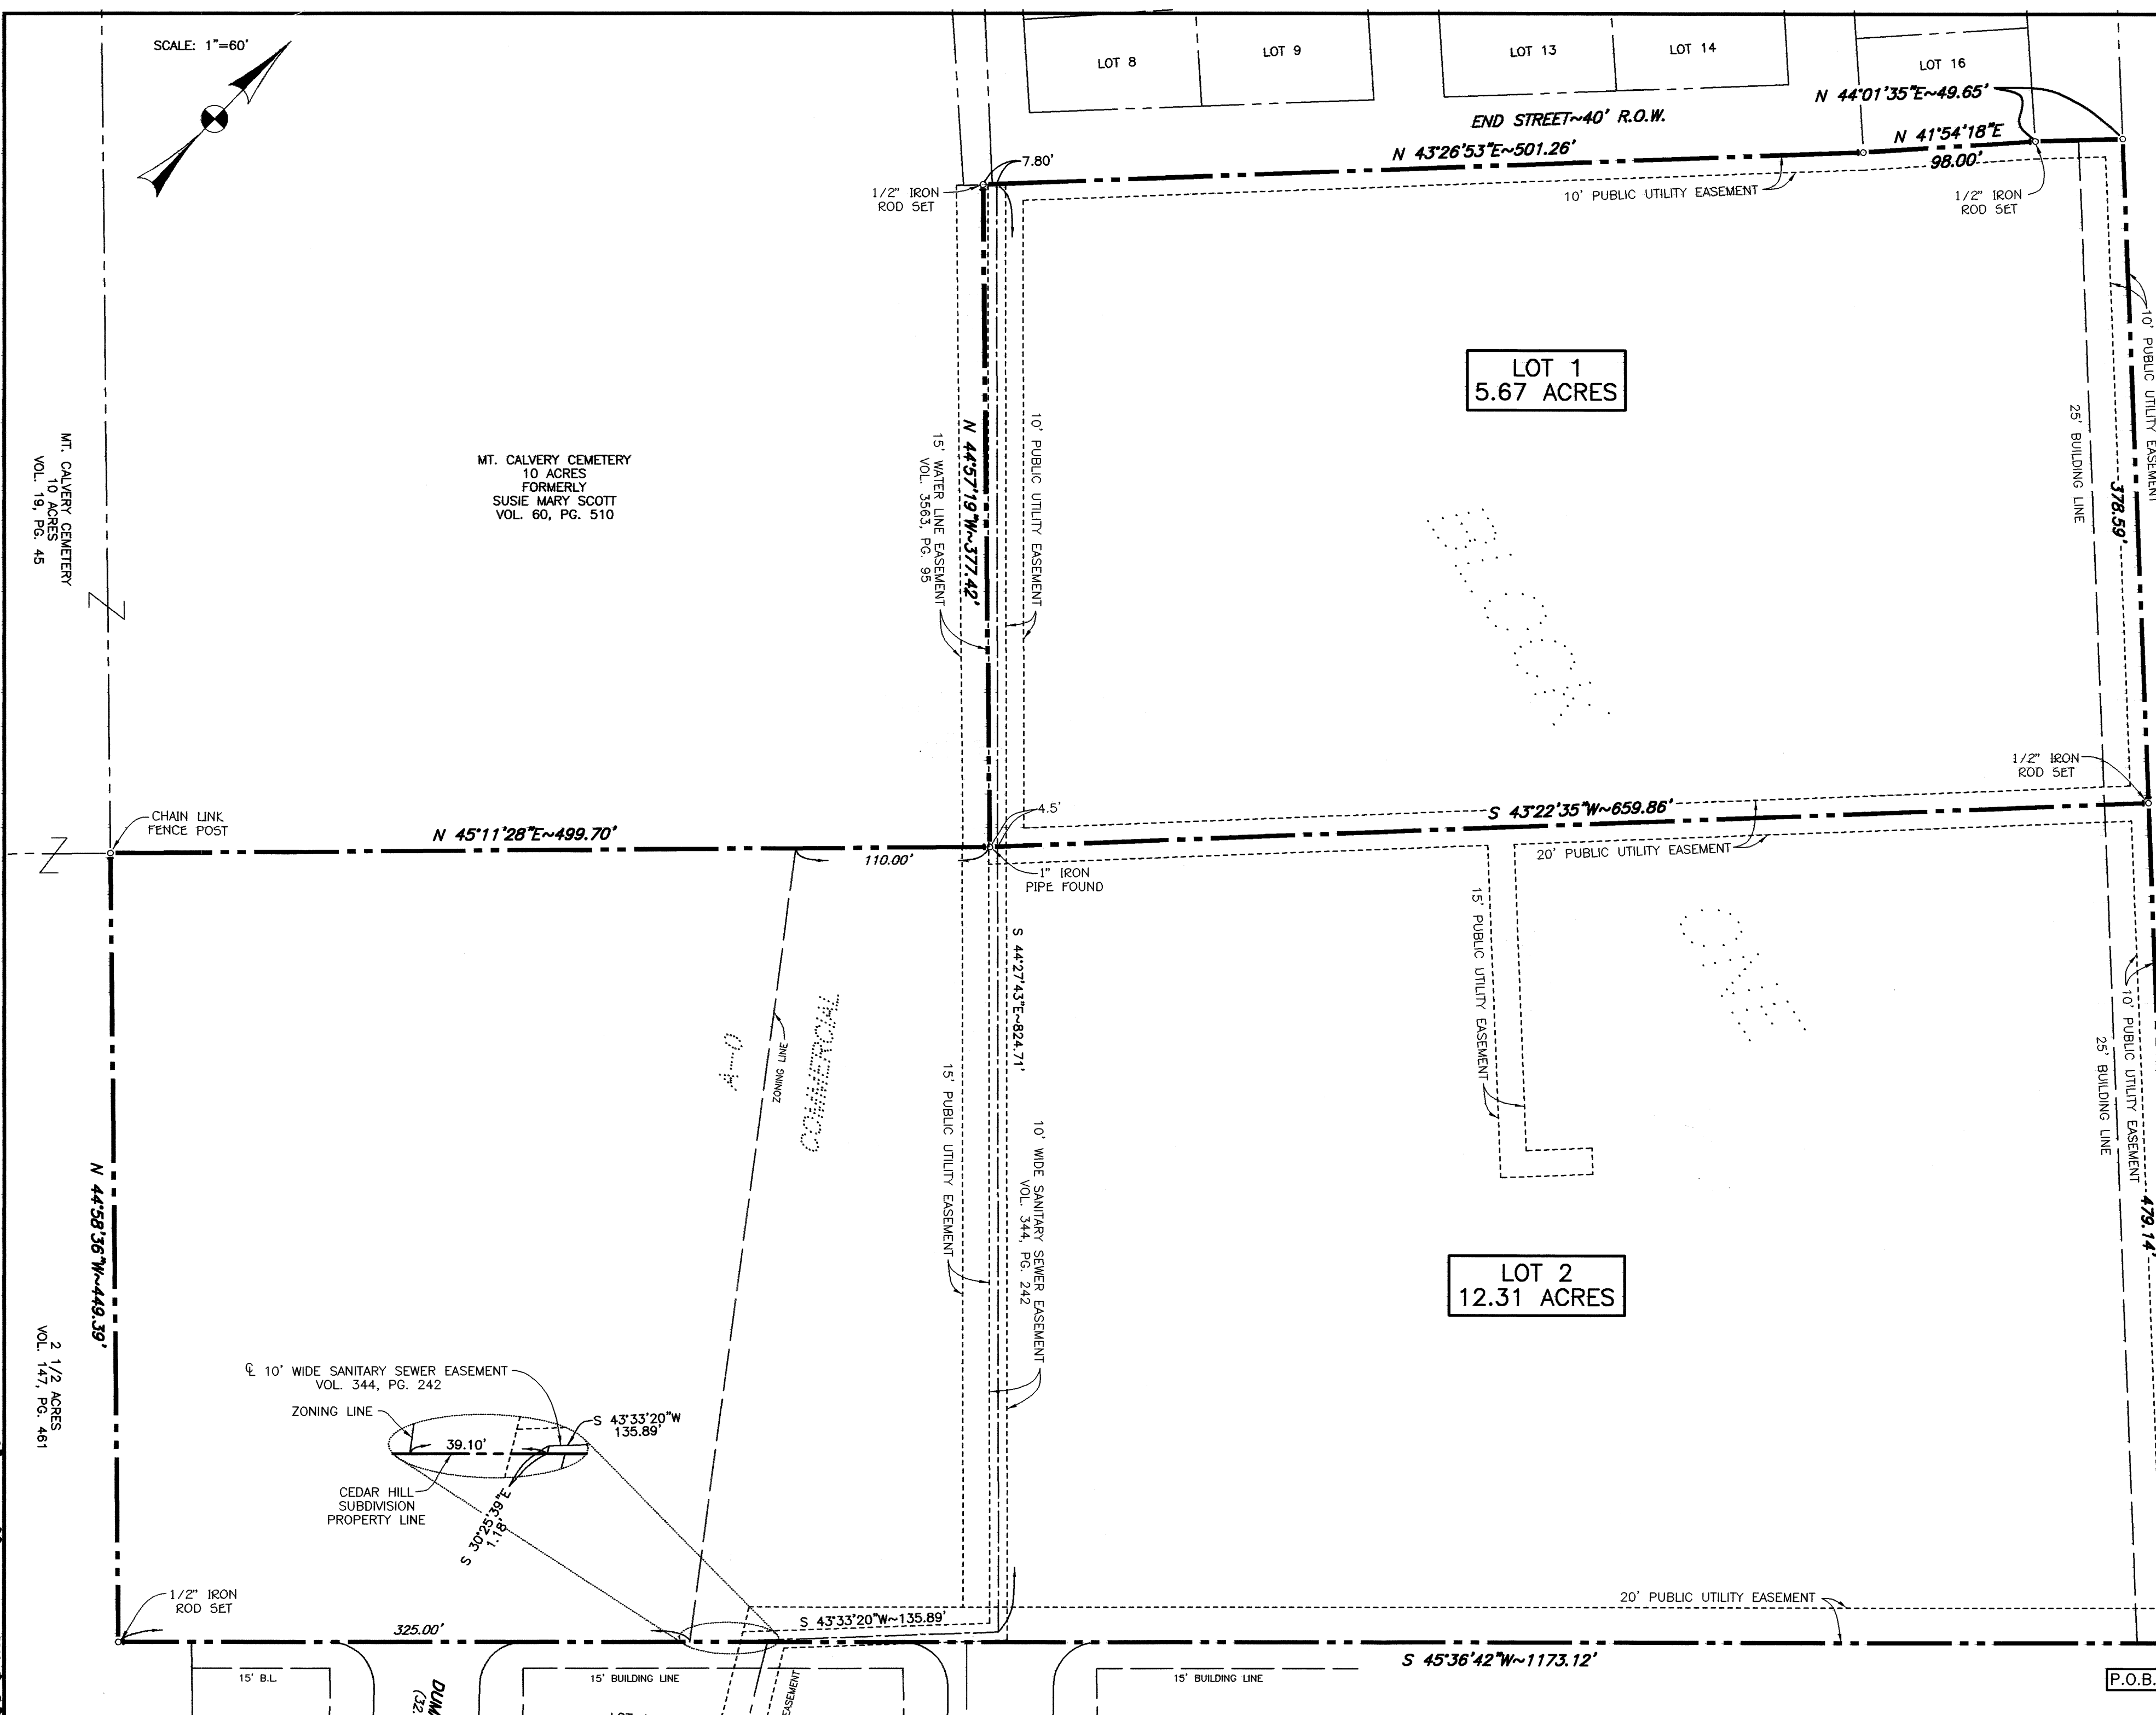 SCALE: 1"=60'
LOT 8
LOT 9
LOT 13
LOT 14
LOT 16
N 44°01'35"E~49.65'
END STREET~40' R.O.W.
N 41°54'18"E
98.00'
N 43°26'53"E~501.26'
7.80'
1/2" IRON
ROD SET
10' PUBLIC UTILITY EASEMENT
1/2" IRON
ROD SET
10' PUBLIC UTILITY EASEMENT
LOT 1
5.67 ACRES
25' BUILDING LINE
378.59'
MT. CALVERY CEMETERY
10 ACRES
VOL. 19, PG. 45
MT. CALVERY CEMETERY
10 ACRES
FORMERLY
SUSIE MARY SCOTT
VOL. 60, PG. 510
15' WATER LINE EASEMENT
VOL. 3563, PG. 95
N 44°57'19"W~377.42'
10' PUBLIC UTILITY EASEMENT
BLOCK
1/2" IRON
ROD SET
CHAIN LINK
FENCE POST
N 45°11'28"E~499.70'
4.5'
S 43°22'35"W~659.86'
110.00'
20' PUBLIC UTILITY EASEMENT
1" IRON
PIPE FOUND
15' PUBLIC UTILITY EASEMENT
ONE
S 44°27'43"E~824.71'
A-O
ZONING LINE
COMMERCIAL
15' PUBLIC UTILITY EASEMENT
10' WIDE SANITARY SEWER EASEMENT
VOL. 344, PG. 242
25' BUILDING LINE
10' PUBLIC UTILITY EASEMENT
479.14'
N 44°58'36"W~449.39'
LOT 2
12.31 ACRES
2 1/2 ACRES
VOL. 147, PG. 461
℄ 10' WIDE SANITARY SEWER EASEMENT
VOL. 344, PG. 242
ZONING LINE
S 43°33'20"W
135.89'
39.10'
CEDAR HILL
SUBDIVISION
PROPERTY LINE
S 30°25'39"E
1.18'
1/2" IRON
ROD SET
325.00'
S 43°33'20"W~135.89'
20' PUBLIC UTILITY EASEMENT
S 45°36'42"W~1173.12'
15' B.L.
15' BUILDING LINE
15' BUILDING LINE
EASEMENT
P.O.B.